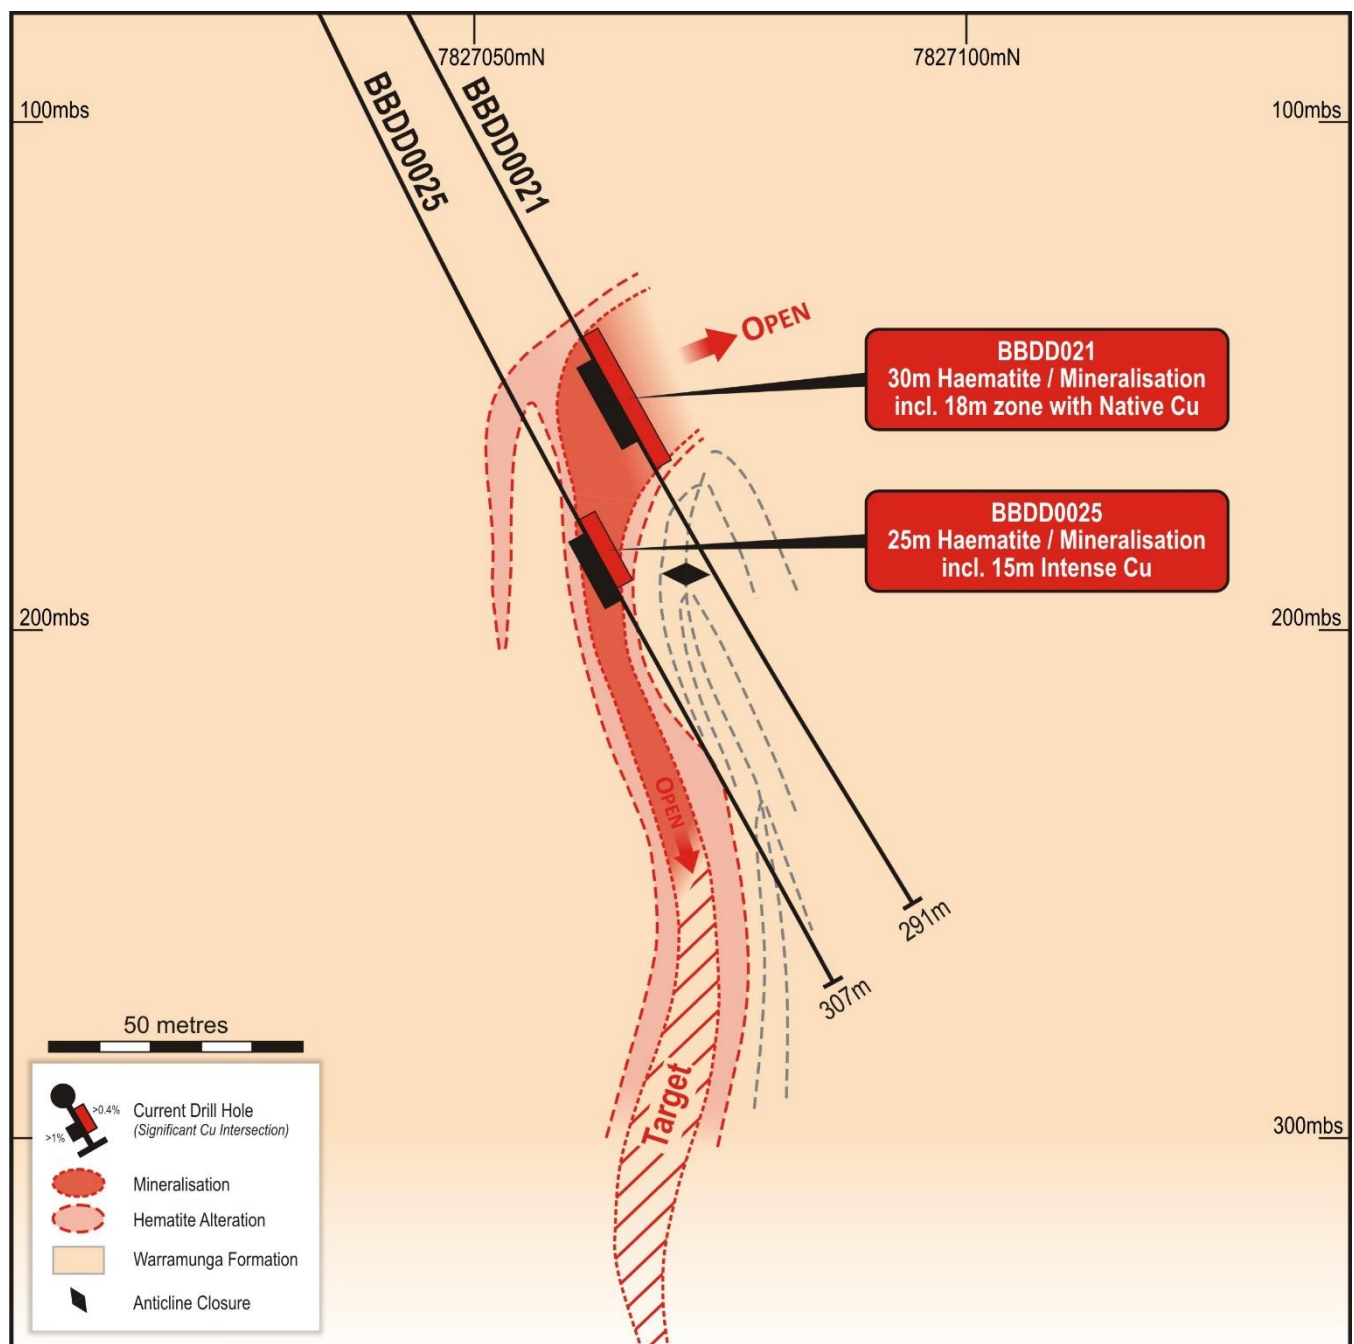 7827050mN
7827100mN
100mbs
100mbs
BBDD0025
BBDD0021
OPEN
BBDD021
30m Haematite / Mineralisation
incl. 18m zone with Native Cu
BBDD0025
25m Haematite / Mineralisation
incl. 15m Intense Cu
200mbs
200mbs
OPEN
291m
307m
Target
300mbs
50 metres
>0.4%
>1%
Current Drill Hole
(Significant Cu Intersection)
Mineralisation
Hematite Alteration
Warramunga Formation
Anticline Closure